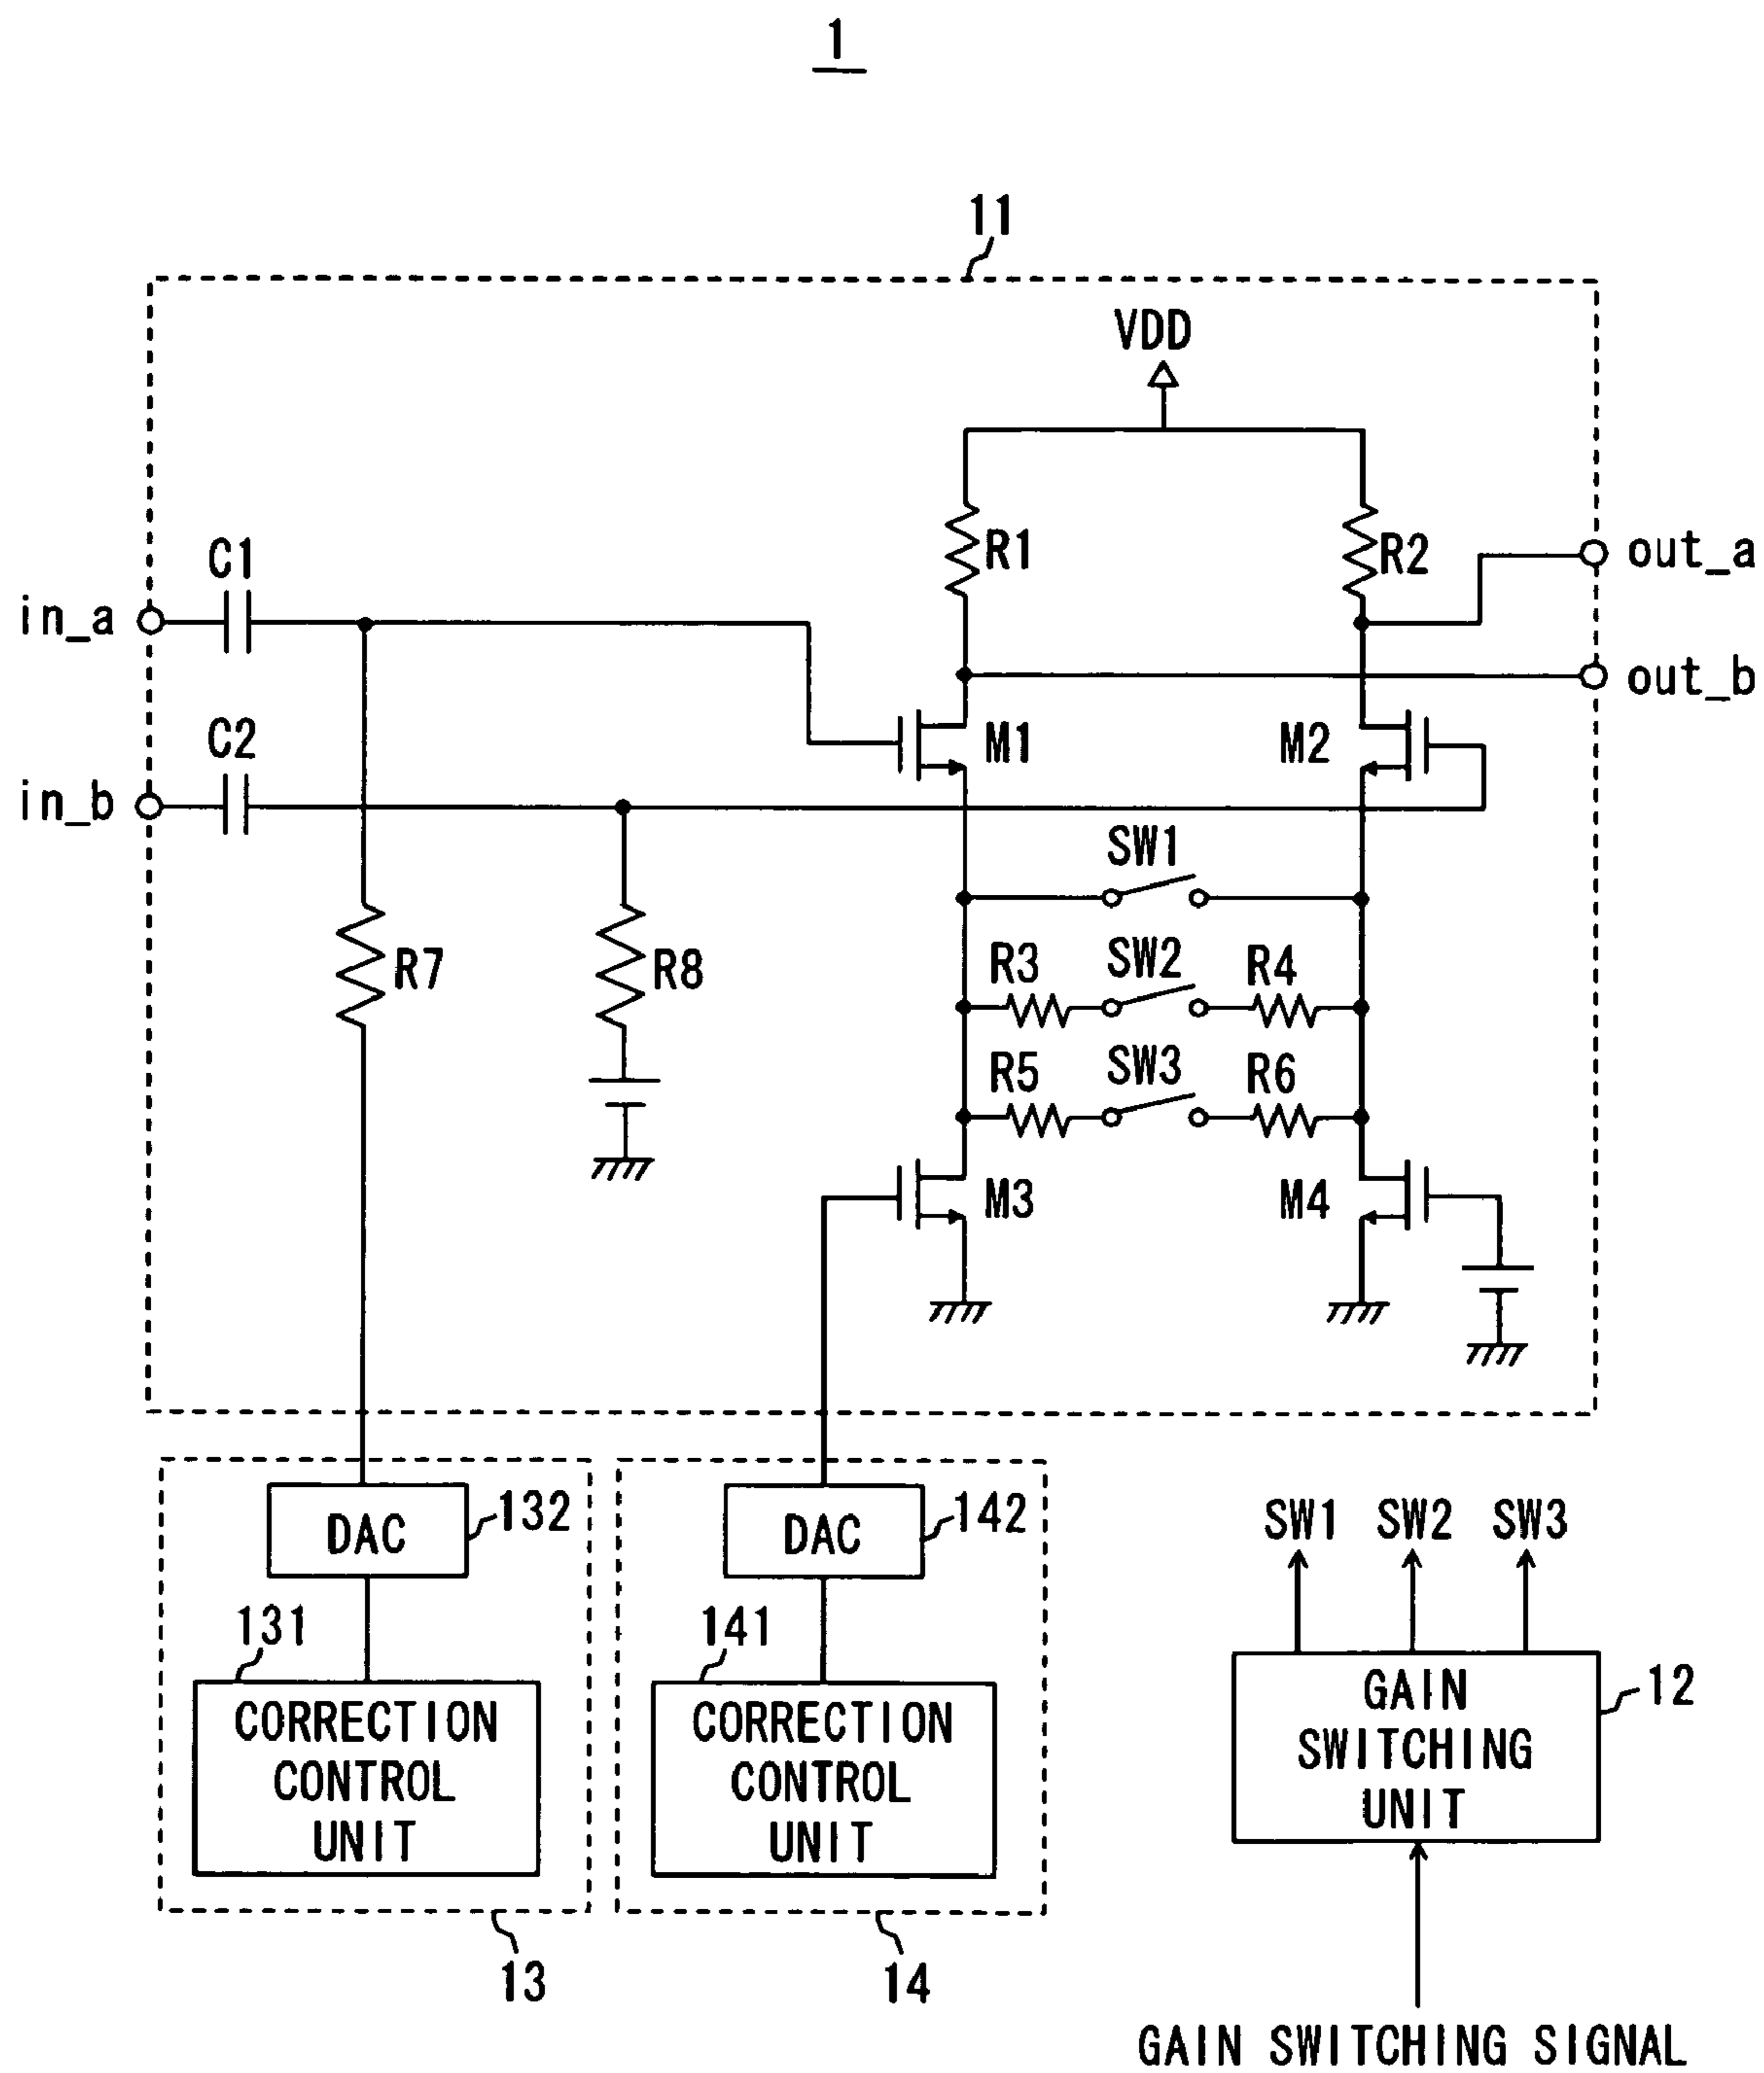 1
11
VDD
R1
R2
out_a
C1
in_a
out_b
C2
M1
M2
in_b
SW1
R7
R8
R3
SW2
R4
R5
SW3
R6
M3
M4
DAC
132
DAC
142
SW1
SW2
SW3
131
141
CORRECTION
CONTROL
UNIT
CORRECTION
CONTROL
UNIT
GAIN
SWITCHING
UNIT
12
13
14
GAIN SWITCHING SIGNAL